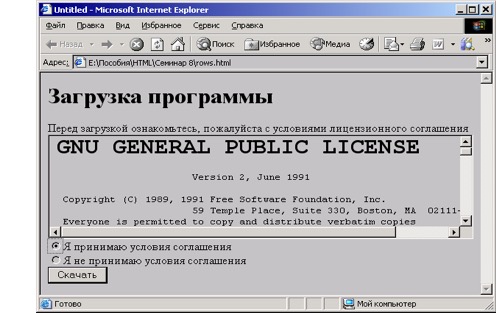 Untitled - Microsoft Internet Explorer
Файл Правка Вид Избранное Сервис Справка
Назад Поиск Избранное Медиа
Адрес: E:\Пособия\HTML\Семинар 8\rows.html
Загрузка программы
Перед загрузкой ознакомьтесь, пожалуйста с условиями лицензионного соглашения
GNU GENERAL PUBLIC LICENSE
Version 2, June 1991
Copyright (C) 1989, 1991 Free Software Foundation, Inc.
59 Temple Place, Suite 330, Boston, MA 02111-
Everyone is permitted to copy and distribute verbatim copies
Я принимаю условия соглашения
Я не принимаю условия соглашения
Скачать
Готово Мой компьютер